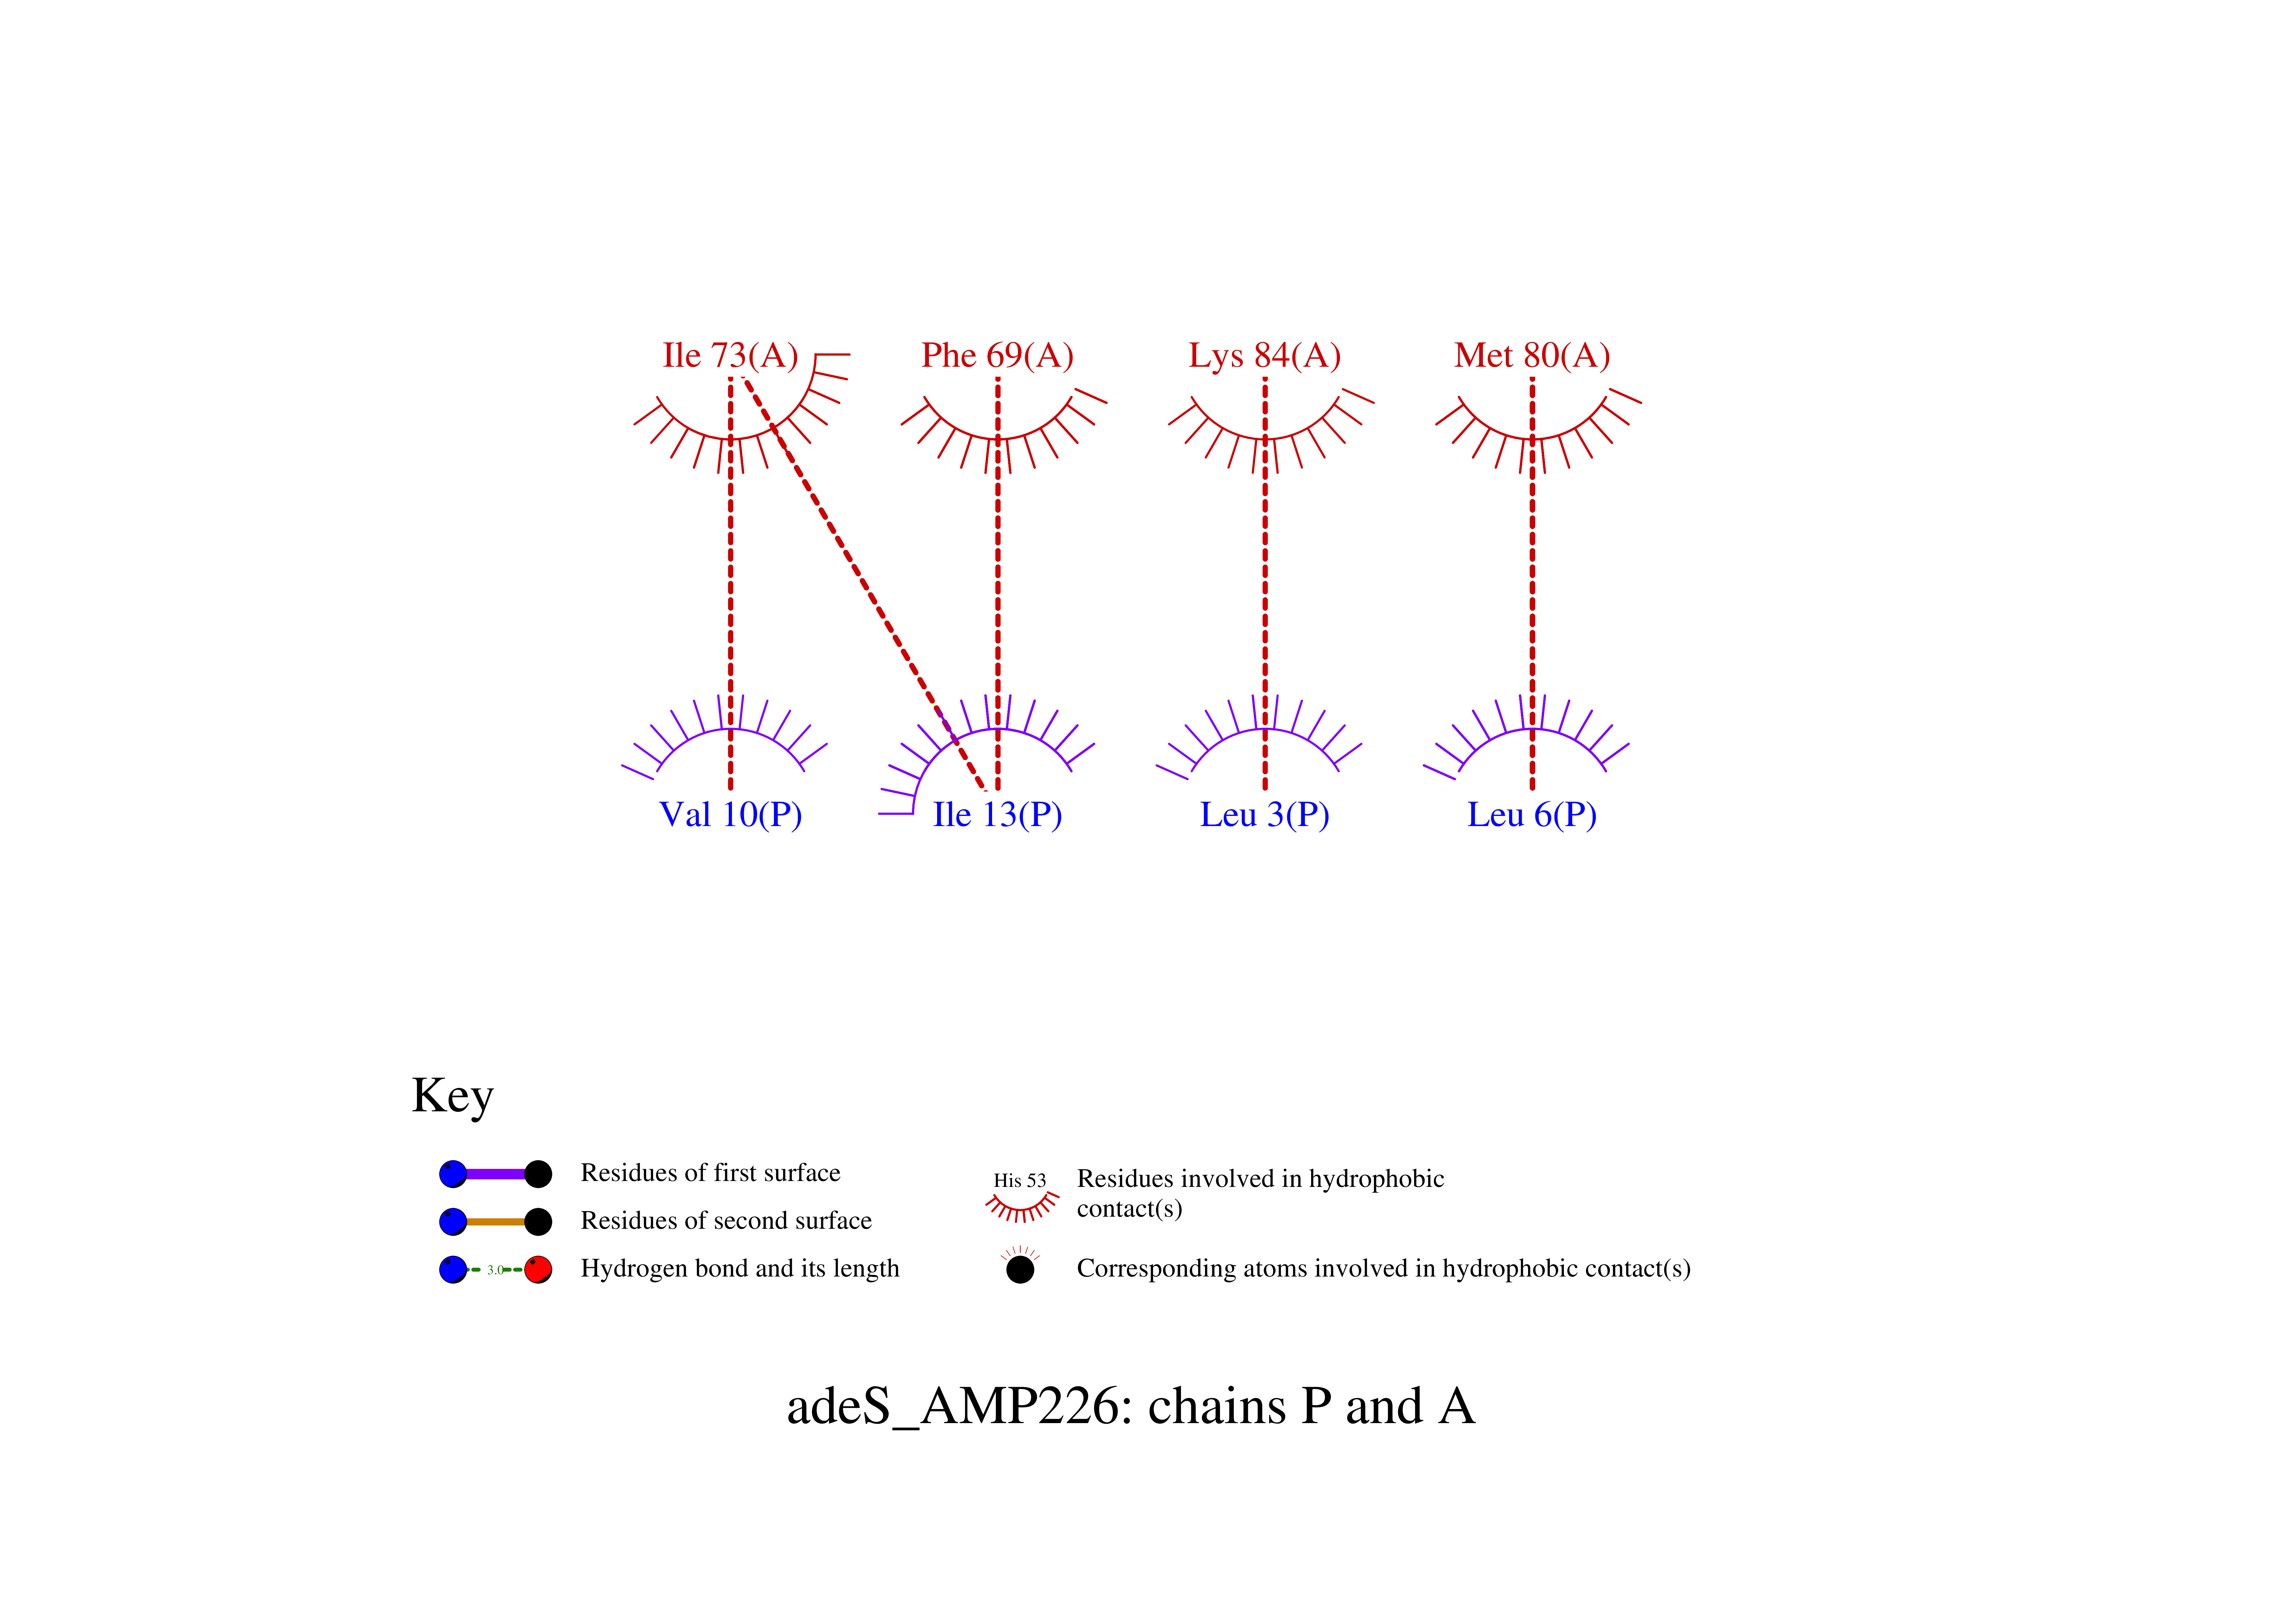 Ile 73(A) Phe 69(A) Lys 84(A) Met 80(A)
Val 10(P) Ile 13(P) Leu 3(P) Leu 6(P)
Key
Residues of first surface
Residues of second surface
3.0 Hydrogen bond and its length
His 53 Residues involved in hydrophobic
contact(s)
Corresponding atoms involved in hydrophobic contact(s)
adeS_AMP226: chains P and A